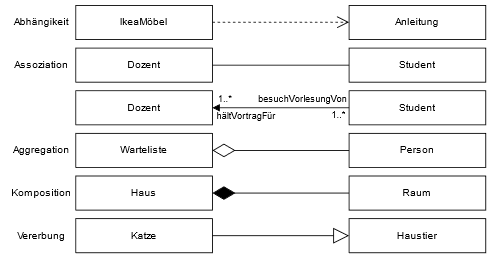 Abhängikeit IkeaMöbel Anleitung
Assoziation Dozent Student
Dozent 1..* besuchVorlesungVon Student
hältVortragFür 1..*
Aggregation Warteliste Person
Komposition Haus Raum
Vererbung Katze Haustier